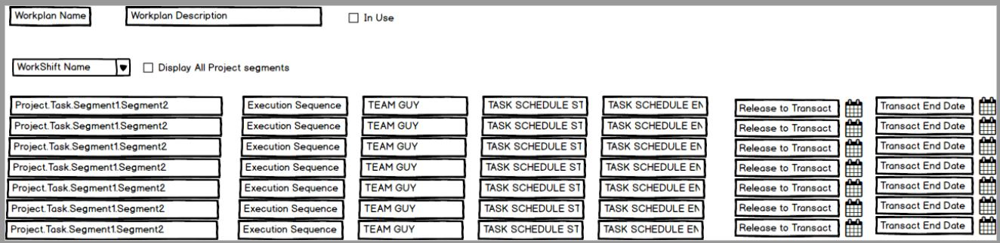 Workplan Name Workplan Description In Use
WorkShift Name Display All Project segments
Project.Task.Segment1.Segment2 Execution Sequence TEAM GUY TASK SCHEDULE ST TASK SCHEDULE EN Release to Transact Transact End Date
Project.Task.Segment1.Segment2 Execution Sequence TEAM GUY TASK SCHEDULE ST TASK SCHEDULE EN Release to Transact Transact End Date
Project.Task.Segment1.Segment2 Execution Sequence TEAM GUY TASK SCHEDULE ST TASK SCHEDULE EN Release to Transact Transact End Date
Project.Task.Segment1.Segment2 Execution Sequence TEAM GUY TASK SCHEDULE ST TASK SCHEDULE EN Release to Transact Transact End Date
Project.Task.Segment1.Segment2 Execution Sequence TEAM GUY TASK SCHEDULE ST TASK SCHEDULE EN Release to Transact Transact End Date
Project.Task.Segment1.Segment2 Execution Sequence TEAM GUY TASK SCHEDULE ST TASK SCHEDULE EN Release to Transact Transact End Date
Project.Task.Segment1.Segment2 Execution Sequence TEAM GUY TASK SCHEDULE ST TASK SCHEDULE EN Release to Transact Transact End Date